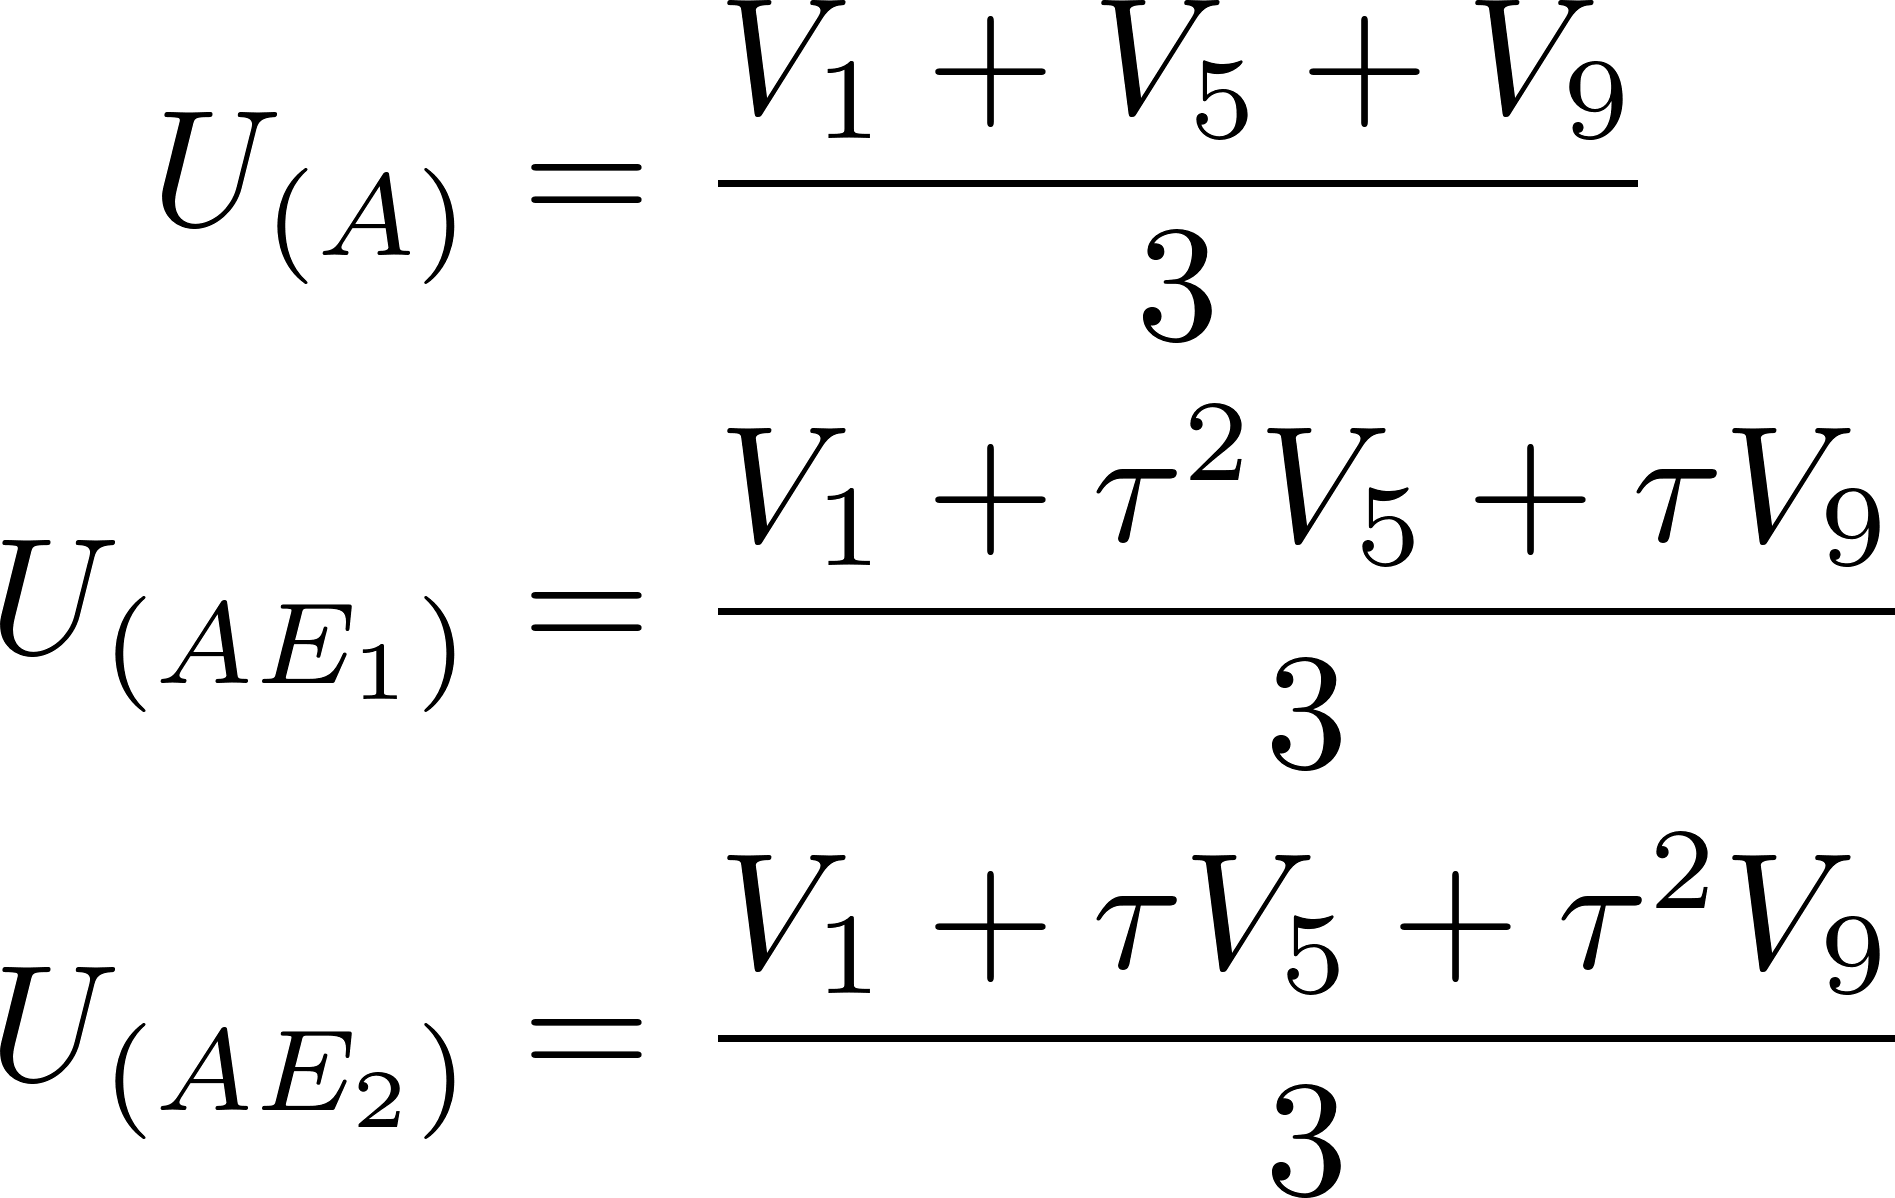 U_{(A)} = \frac{V_1 + V_5 + V_9}{3}
U_{(AE_1)} = \frac{V_1 + \tau^2 V_5 + \tau V_9}{3}
U_{(AE_2)} = \frac{V_1 + \tau V_5 + \tau^2 V_9}{3}